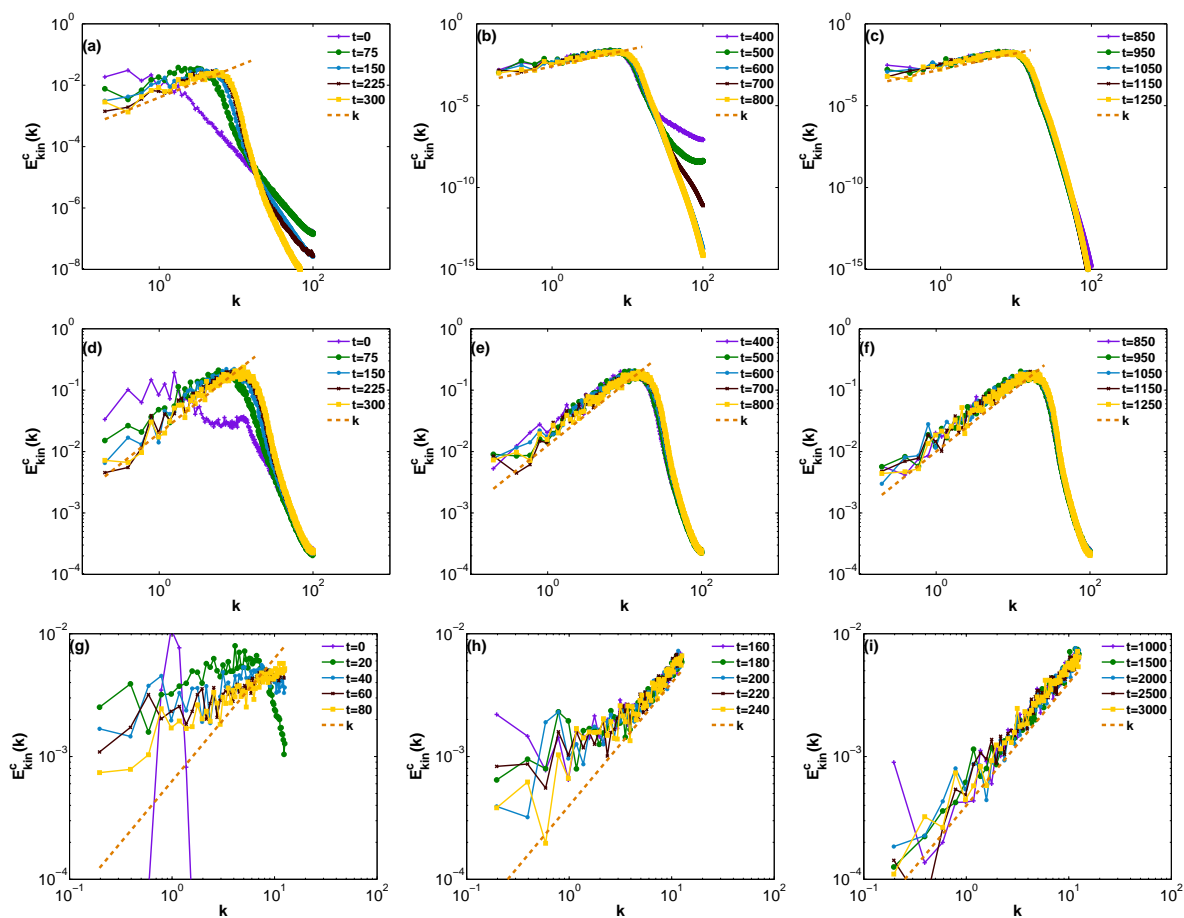 (a)
10^0
10^-2
10^-4
10^-6
10^-8
E^c_kin(k)
10^0
10^2
k
t=0
t=75
t=150
t=225
t=300
k
(b)
10^0
10^-5
10^-10
10^-15
E^c_kin(k)
10^0
10^2
k
t=400
t=500
t=600
t=700
t=800
k
(c)
10^0
10^-5
10^-10
10^-15
E^c_kin(k)
10^0
10^2
k
t=850
t=950
t=1050
t=1150
t=1250
k
(d)
10^0
10^-1
10^-2
10^-3
10^-4
E^c_kin(k)
10^0
10^2
k
t=0
t=75
t=150
t=225
t=300
k
(e)
10^0
10^-1
10^-2
10^-3
10^-4
E^c_kin(k)
10^0
10^2
k
t=400
t=500
t=600
t=700
t=800
k
(f)
10^0
10^-1
10^-2
10^-3
10^-4
E^c_kin(k)
10^0
10^2
k
t=850
t=950
t=1050
t=1150
t=1250
k
(g)
10^-2
10^-3
10^-4
E^c_kin(k)
10^-1
10^0
10^1
10^2
k
t=0
t=20
t=40
t=60
t=80
k
(h)
10^-2
10^-3
10^-4
E^c_kin(k)
10^-1
10^0
10^1
10^2
k
t=160
t=180
t=200
t=220
t=240
k
(i)
10^-2
10^-3
10^-4
E^c_kin(k)
10^-1
10^0
10^1
10^2
k
t=1000
t=1500
t=2000
t=2500
t=3000
k